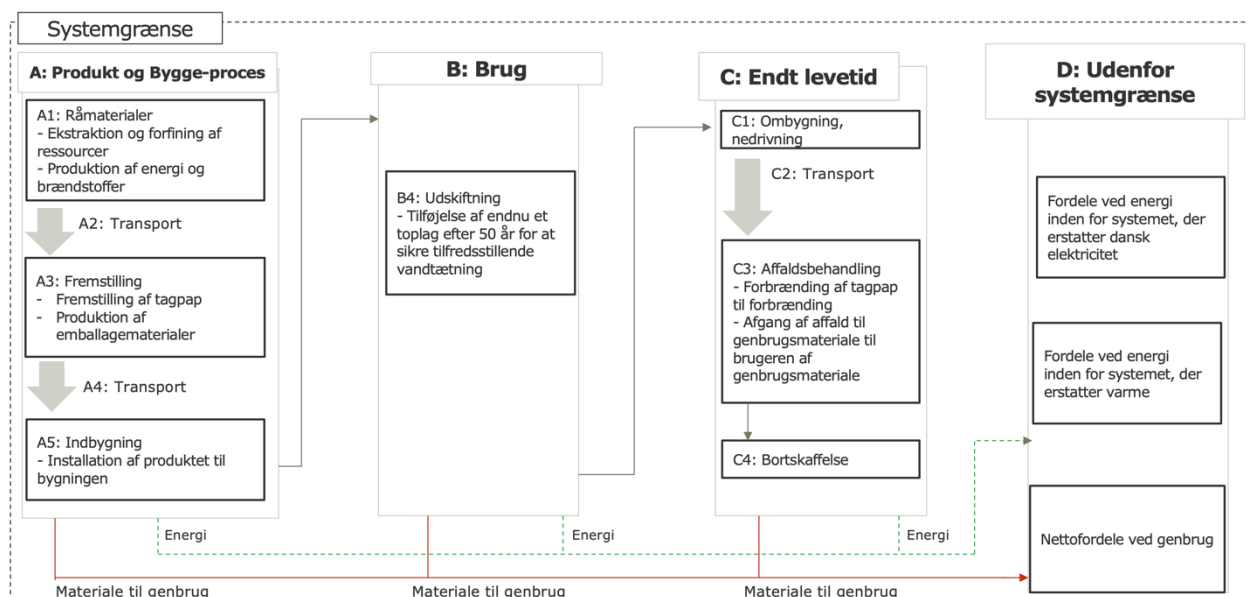 Systemgrænse
A: Produkt og Bygge-proces
A1: Råmaterialer
- Ekstraktion og forfining af
ressourcer
- Produktion af energi og
brændstoffer
A2: Transport
A3: Fremstilling
- Fremstilling af tagpap
- Produktion af
emballagematerialer
A4: Transport
A5: Indbygning
- Installation af produktet til
bygningen
B: Brug
B4: Udskiftning
- Tilføjelse af endnu et
toplag efter 50 år for at
sikre tilfredsstillende
vandtætning
C: Endt levetid
C1: Ombygning,
nedrivning
C2: Transport
C3: Affaldsbehandling
- Forbrænding af tagpap
til forbrænding
- Afgang af affald til
genbrugsmateriale til
brugeren af
genbrugsmateriale
C4: Bortskaffelse
D: Udenfor
systemgrænse
Fordele ved energi
inden for systemet, der
erstatter dansk
elektricitet
Fordele ved energi
inden for systemet, der
erstatter varme
Nettofordele ved genbrug
Energi
Energi
Energi
Materiale til genbrug
Materiale til genbrug
Materiale til genbrug